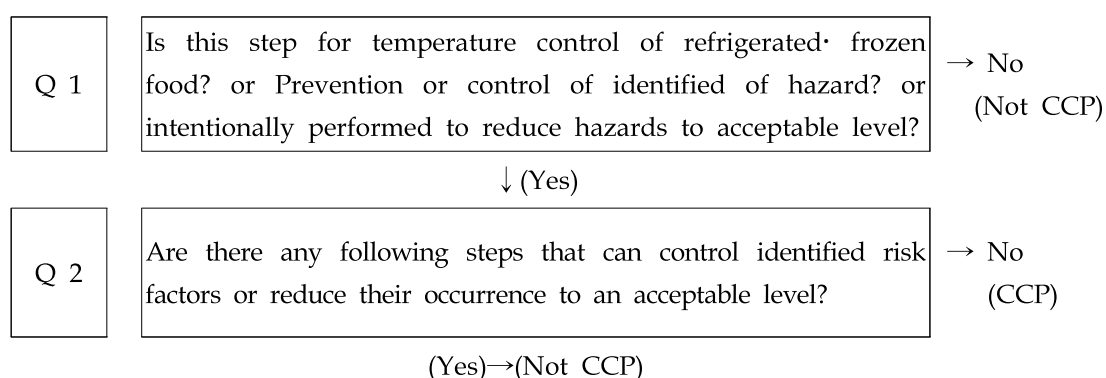 Q 1
Is this step for temperature control of refrigerated· frozen
food? or Prevention or control of identified of hazard? or
intentionally performed to reduce hazards to acceptable level?
→ No
(Not CCP)
↓ (Yes)
Q 2
Are there any following steps that can control identified risk
factors or reduce their occurrence to an acceptable level?
→ No
(CCP)
(Yes)→(Not CCP)